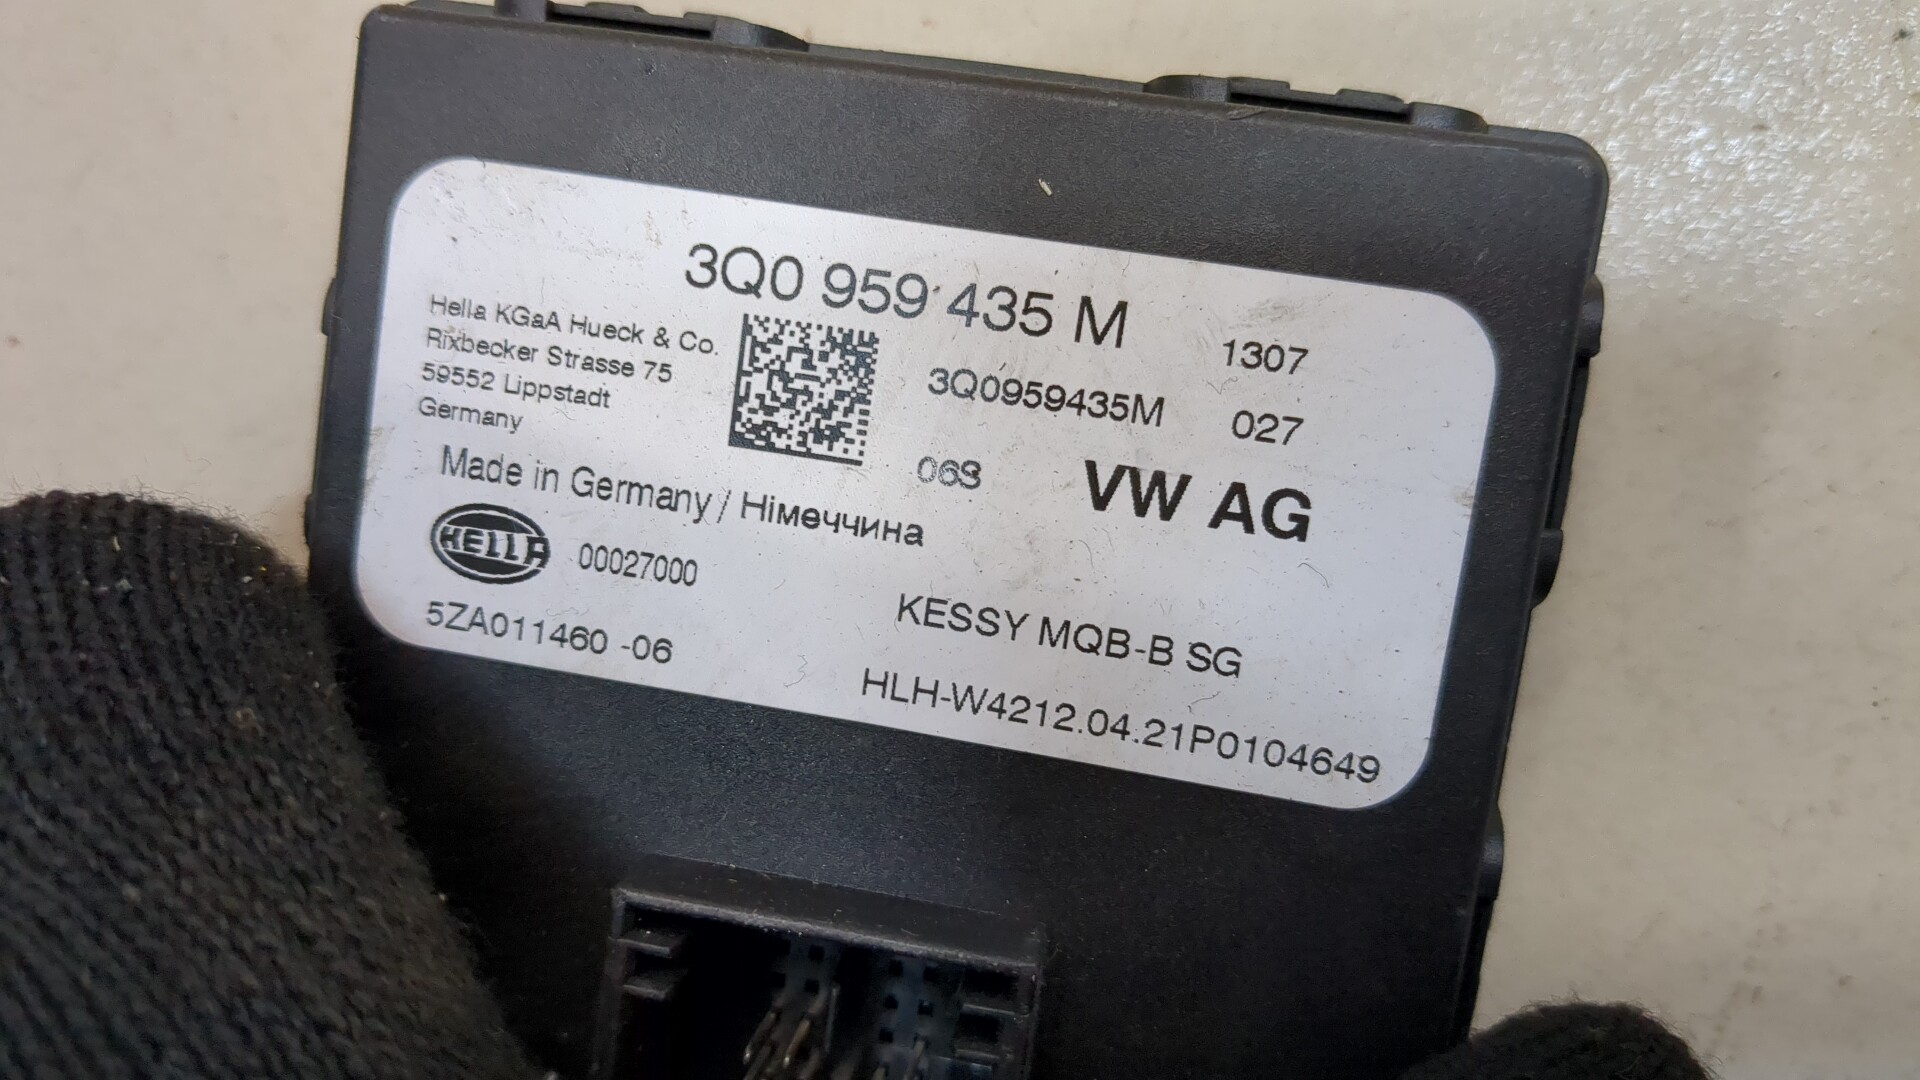 3Q0 959 435 M
Hella KGaA Hueck & Co.
Rixbecker Strasse 75
59552 Lippstadt
Germany
1307
3Q0959435M
027
063
VW AG
Made in Germany / Німеччина
HELLA
00027000
5ZA011460 -06
KESSY MQB-B SG
HLH-W4212.04.21P0104649